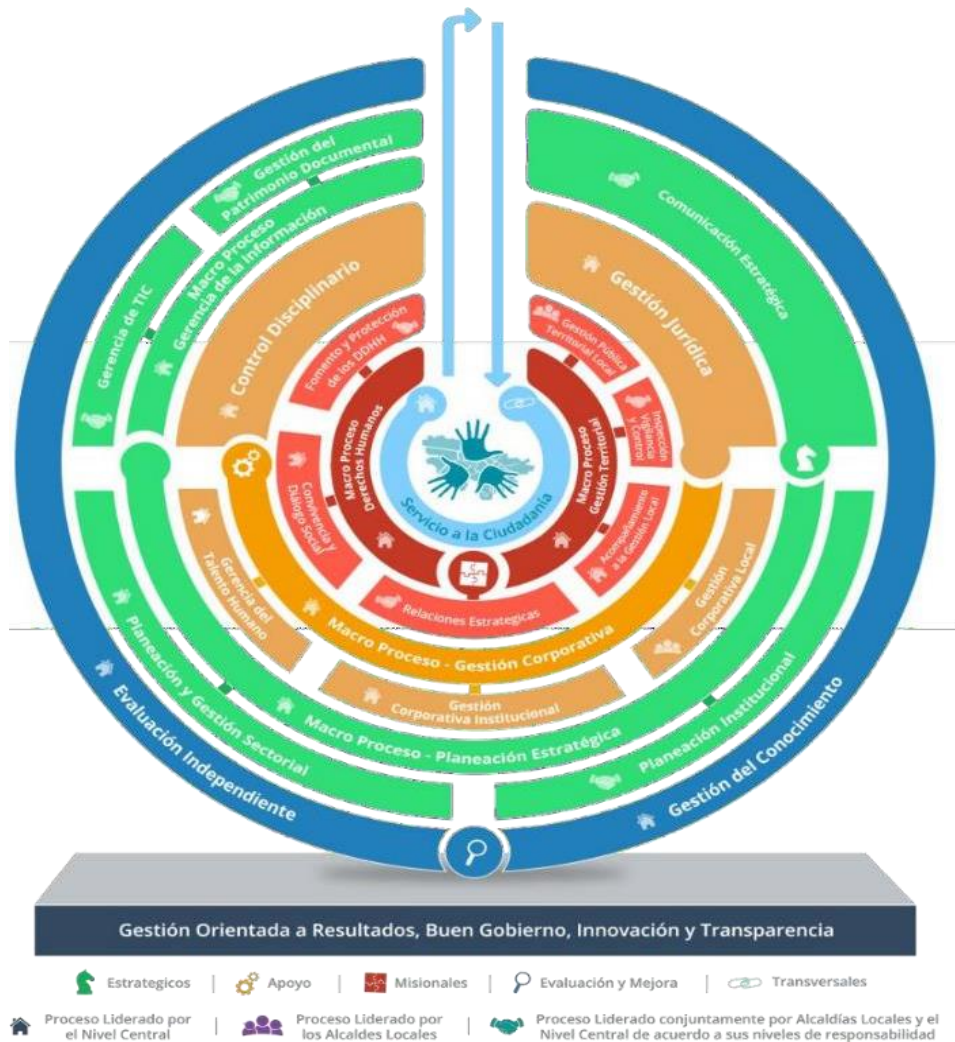 Gestión del
Patrimonio Documental
Macro Proceso
Gerencia de la Información
Gerencia de TIC
Control Disciplinario
Fomento y Protección
de los DDHH
Macro Proceso
Derechos Humanos
Convivencia y
Diálogo Social
Comunicación Estratégica
Gestión Jurídica
Gestión Pública
Territorial Local
Inspección
Vigilancia
y Control
Macro Proceso
Gestión Territorial
Acompañamiento
a la Gestión Local
Servicio a la Ciudadanía
Relaciones Estrategicas
Gerencia del
Talento Humano
Macro Proceso - Gestión Corporativa
Gestión
Corporativa Local
Gestión
Corporativa Institucional
Macro Proceso - Planeación Estratégica
Planeación y Gestión Sectorial
Planeación Institucional
Evaluación Independiente
Gestión del Conocimiento
Gestión Orientada a Resultados, Buen Gobierno, Innovación y Transparencia
Estrategicos | Apoyo | Misionales | Evaluación y Mejora | Transversales
Proceso Liderado por
el Nivel Central
Proceso Liderado por
los Alcaldes Locales
Proceso Liderado conjuntamente por Alcaldías Locales y el
Nivel Central de acuerdo a sus niveles de responsabilidad